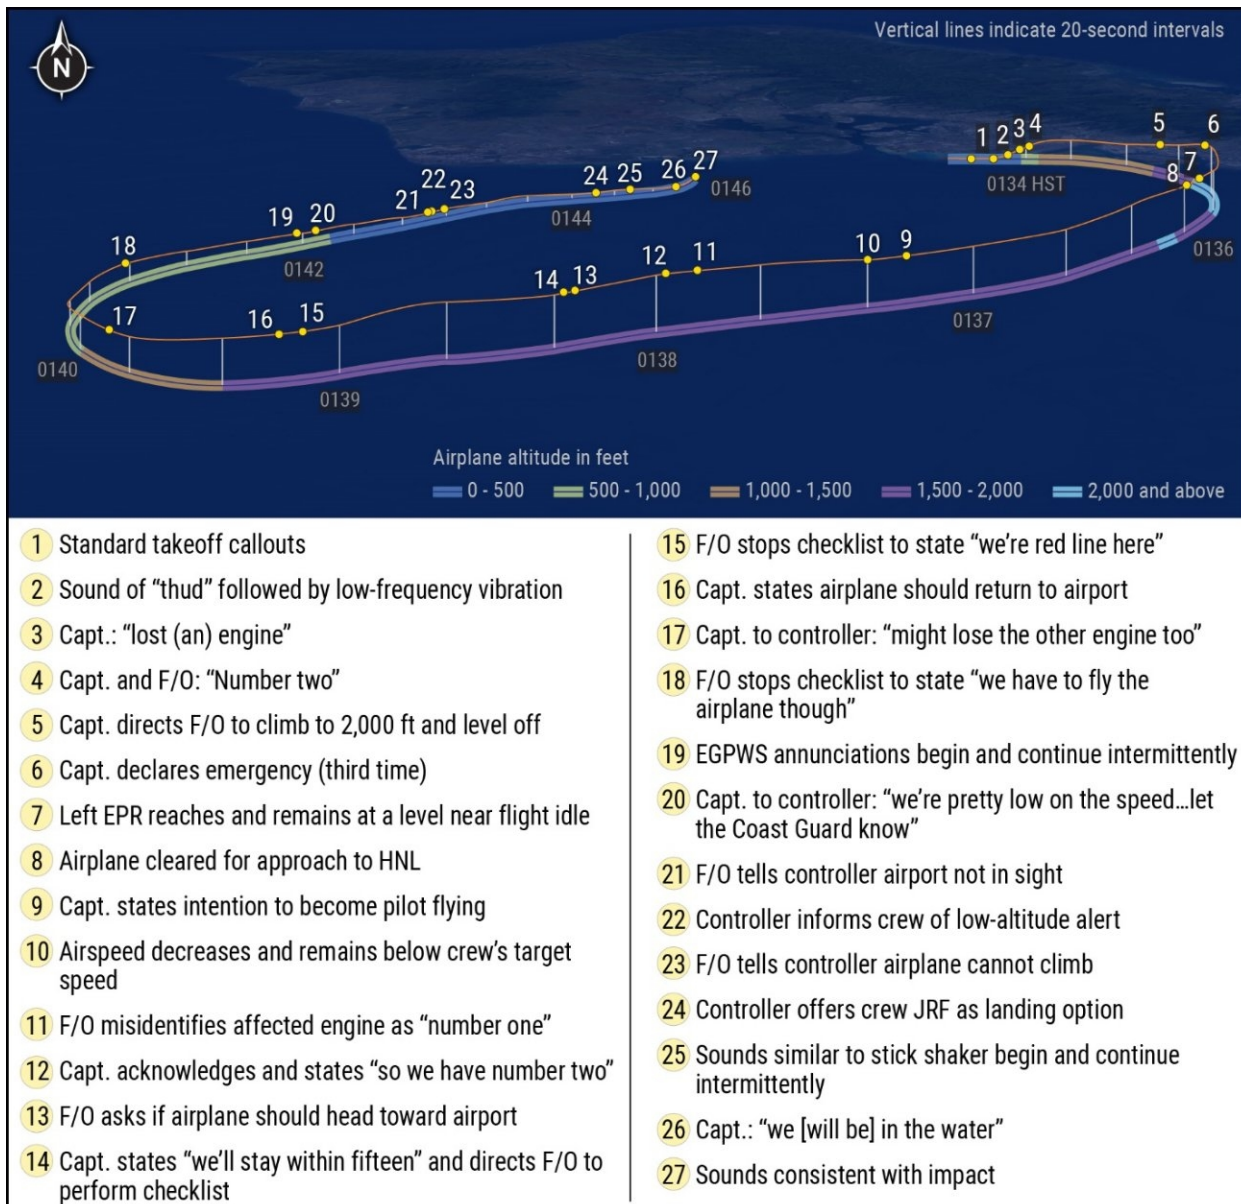 N
Vertical lines indicate 20-second intervals
1
2
3
4
5
6
7
8
0134 HST
0136
27
26
25
24
0146
0144
22
21
23
19
20
0142
18
17
0140
16
15
0139
14
13
12
11
0138
10
9
0137
Airplane altitude in feet
0 - 500
500 - 1,000
1,000 - 1,500
1,500 - 2,000
2,000 and above
1 Standard takeoff callouts
2 Sound of “thud” followed by low-frequency vibration
3 Capt.: “lost (an) engine”
4 Capt. and F/O: “Number two”
5 Capt. directs F/O to climb to 2,000 ft and level off
6 Capt. declares emergency (third time)
7 Left EPR reaches and remains at a level near flight idle
8 Airplane cleared for approach to HNL
9 Capt. states intention to become pilot flying
10 Airspeed decreases and remains below crew’s target
speed
11 F/O misidentifies affected engine as “number one”
12 Capt. acknowledges and states “so we have number two”
13 F/O asks if airplane should head toward airport
14 Capt. states “we’ll stay within fifteen” and directs F/O to
perform checklist
15 F/O stops checklist to state “we’re red line here”
16 Capt. states airplane should return to airport
17 Capt. to controller: “might lose the other engine too”
18 F/O stops checklist to state “we have to fly the
airplane though”
19 EGPWS annunciations begin and continue intermittently
20 Capt. to controller: “we’re pretty low on the speed…let
the Coast Guard know”
21 F/O tells controller airport not in sight
22 Controller informs crew of low-altitude alert
23 F/O tells controller airplane cannot climb
24 Controller offers crew JRF as landing option
25 Sounds similar to stick shaker begin and continue
intermittently
26 Capt.: “we [will be] in the water”
27 Sounds consistent with impact